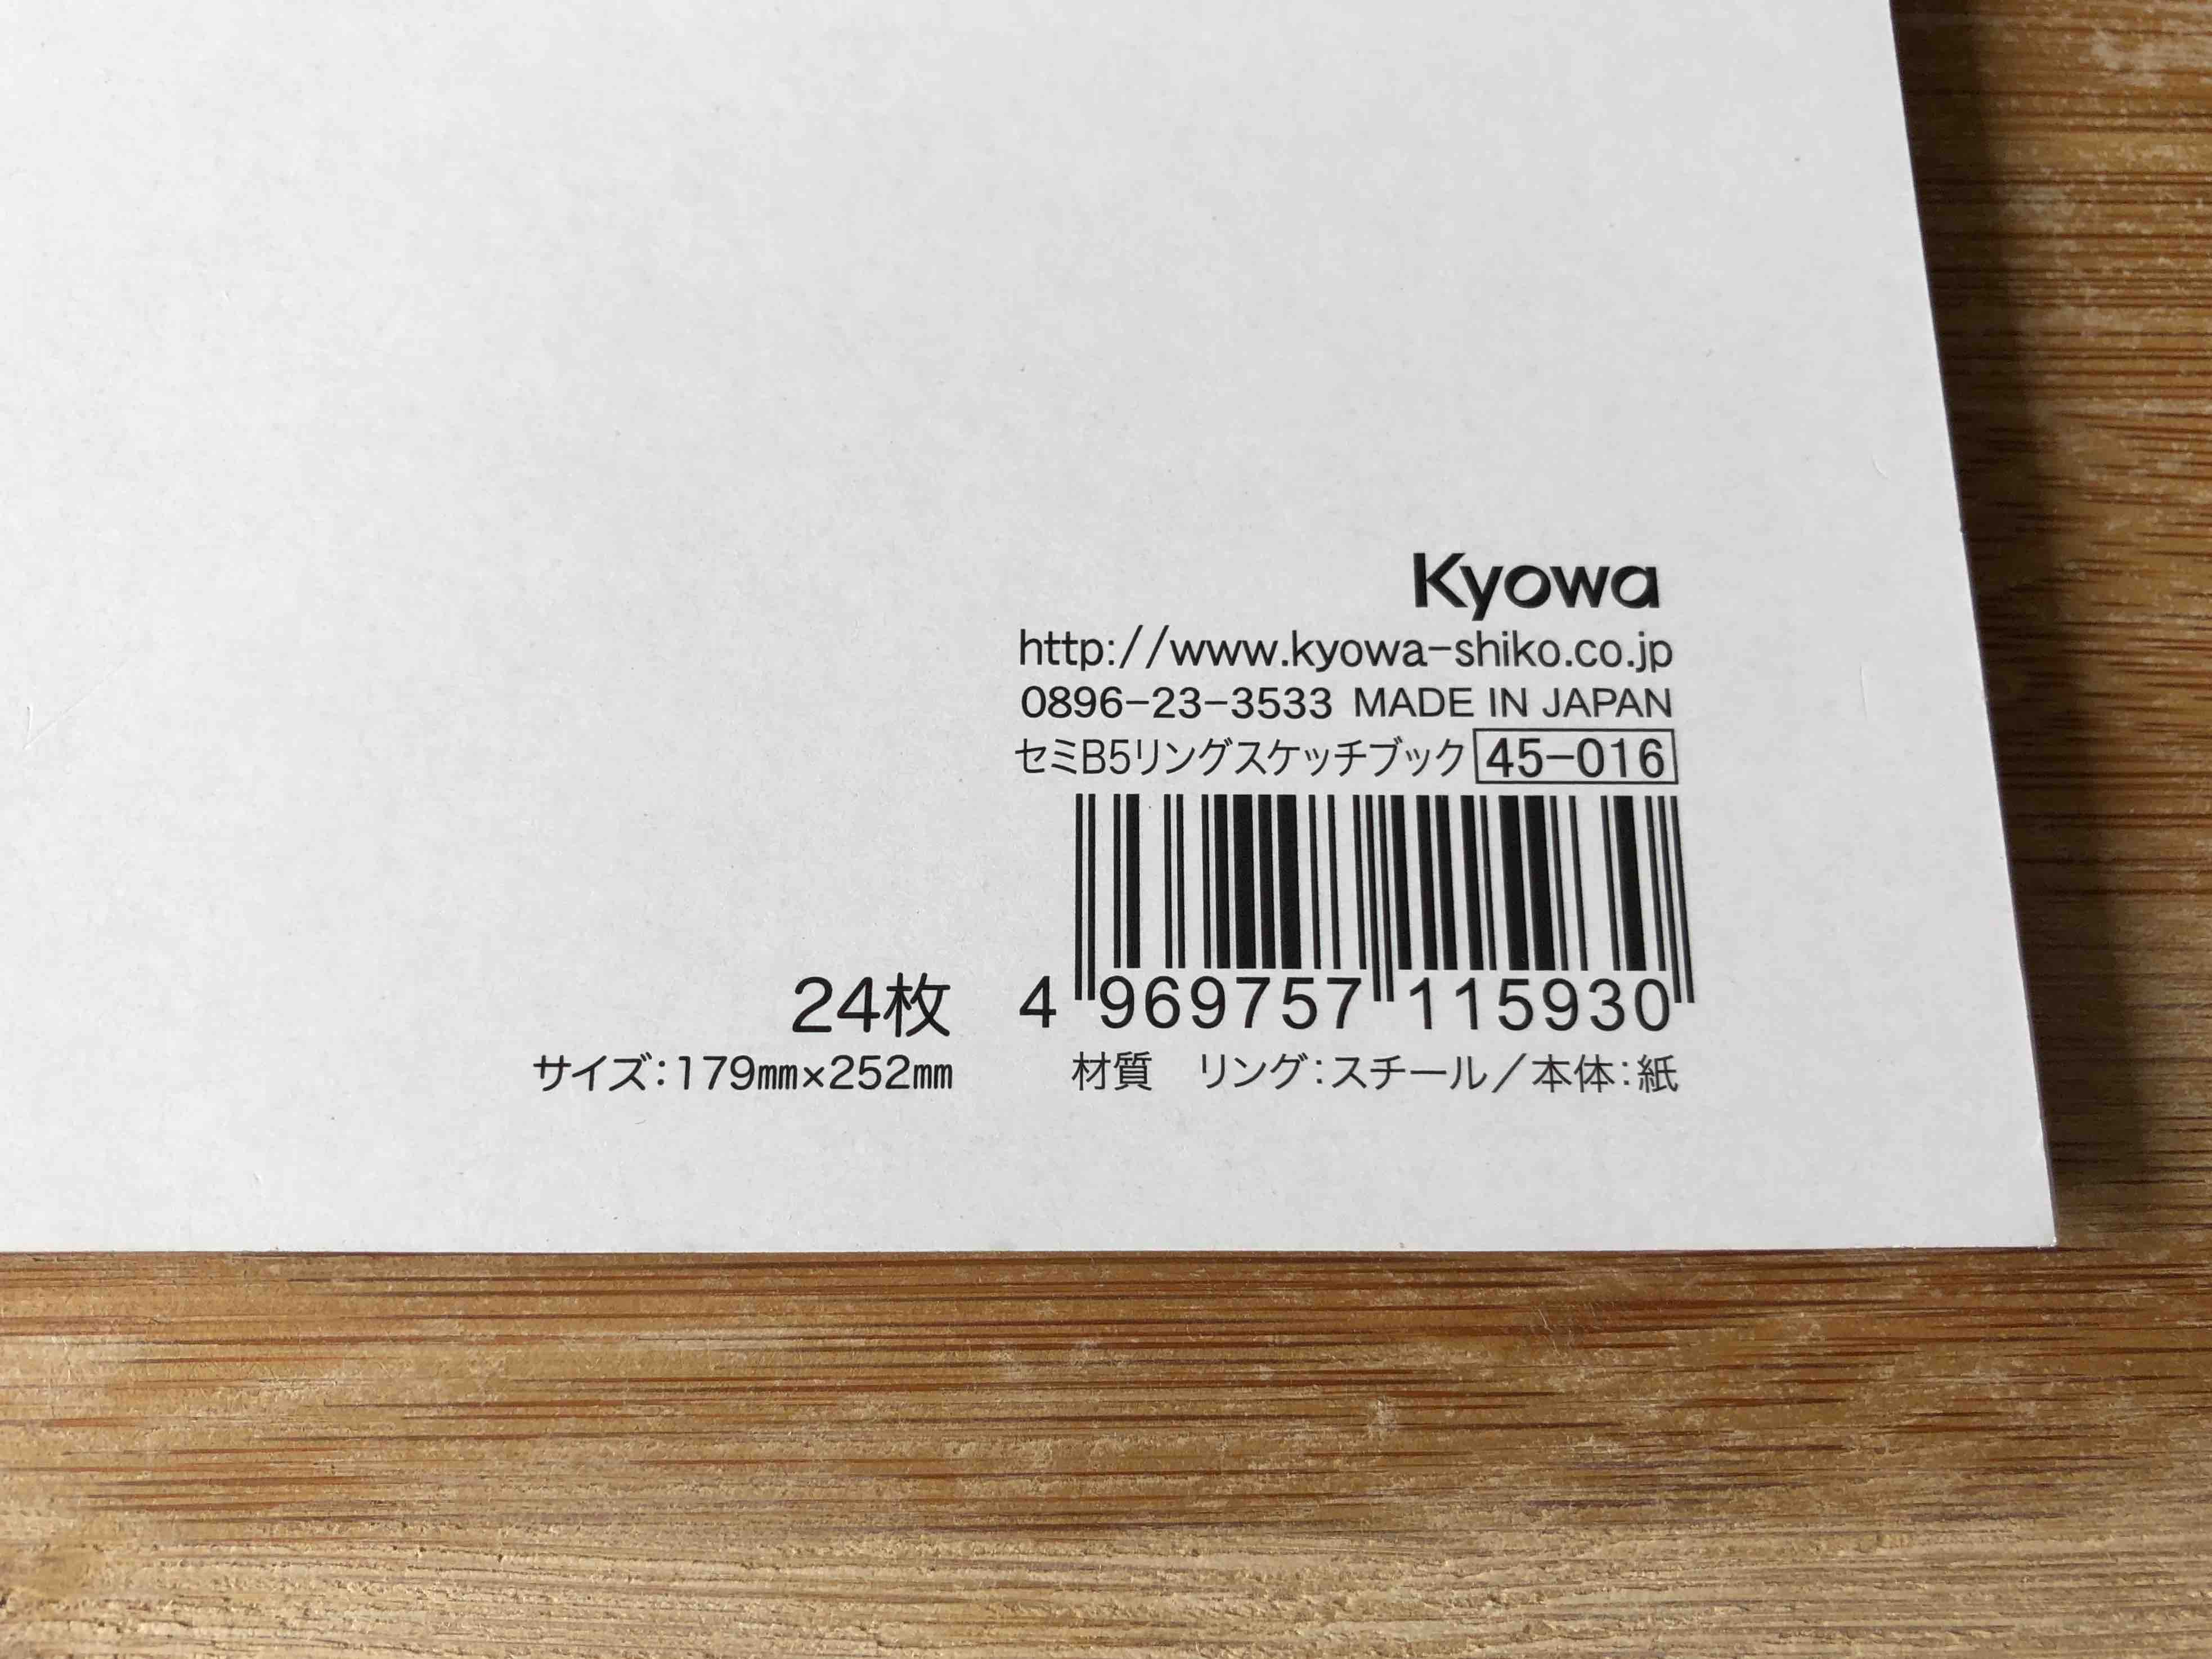 Kyowa
http://www.kyowa-shiko.co.jp
0896-23-3533 MADE IN JAPAN
セミB5リングスケッチブック 45-016
24枚
サイズ:179㎜×252㎜
4 969757 115930
材質　リング:スチール／本体:紙